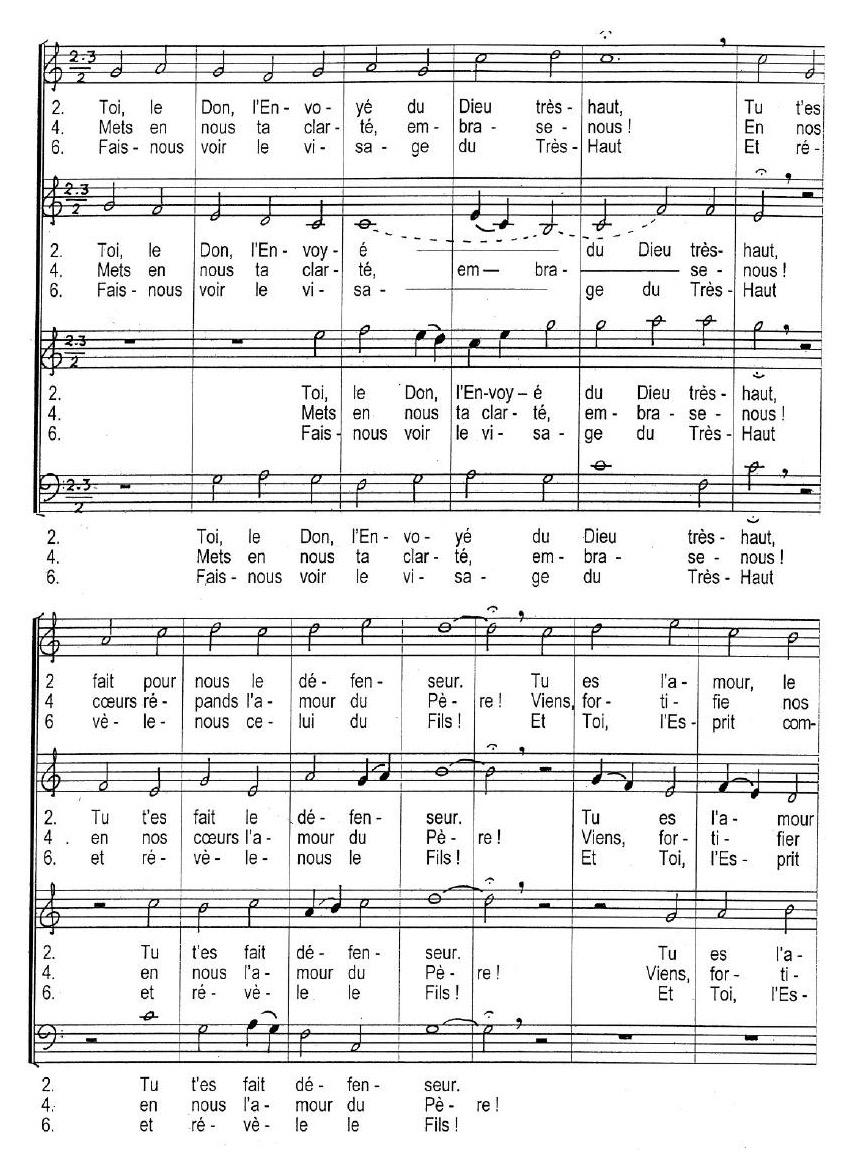 2·3
2
2. Toi, le Don, l'En - vo - yé du Dieu très - haut, Tu t'es
4. Mets en nous ta clar - té, em - bra - se - nous ! En nos
6. Fais - nous voir le vi - sa - ge du Très - Haut Et ré-
2·3
2
2. Toi, le Don, l'En - voy - é du Dieu très- haut,
4. Mets en nous ta clar - té, em — bra - se - nous !
6. Fais - nous voir le vi - sa - ge du Très - Haut
2·3
2
2. Toi, le Don, l'En-voy – é du Dieu très - haut,
4. Mets en nous ta clar - té, em - bra - se - nous !
6. Fais - nous voir le vi - sa - ge du Très - Haut
2·3
2
2. Toi, le Don, l'En - vo - yé du Dieu très - haut,
4. Mets en nous ta clar - té, em - bra - se - nous !
6. Fais - nous voir le vi - sa - ge du Très - Haut
2 fait pour nous le dé - fen - seur. Tu es l'a - mour, le
4 cœurs ré - pands l'a - mour du Pè - re ! Viens, for - ti - fie nos
6 vè - le - nous ce - lui du Fils ! Et Toi, l'Es - prit com-
2. Tu t'es fait le dé - fen - seur. Tu es l'a - mour
4 . en nos cœurs l'a - mour du Pè - re ! Viens, for - ti - fier
6. et ré - vè - le - nous le Fils ! Et Toi, l'Es - prit
2. Tu t'es fait dé - fen - seur. Tu es l'a -
4. en nous l'a - mour du Pè - re ! Viens, for - ti -
6. et ré - vè - le le Fils ! Et Toi, l'Es -
2. Tu t'es fait dé - fen - seur.
4. en nous l'a - mour du Pè - re !
6. et ré - vè - le le Fils !